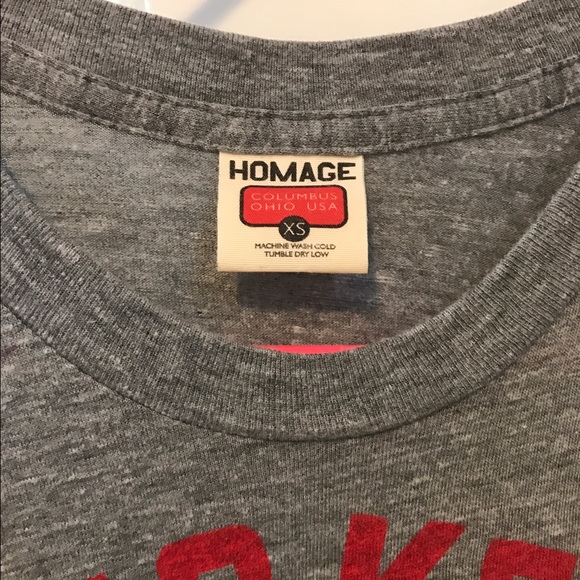 HOMAGE
COLUMBUS
OHIO USA
XS
MACHINE WASH COLD
TUMBLE DRY LOW